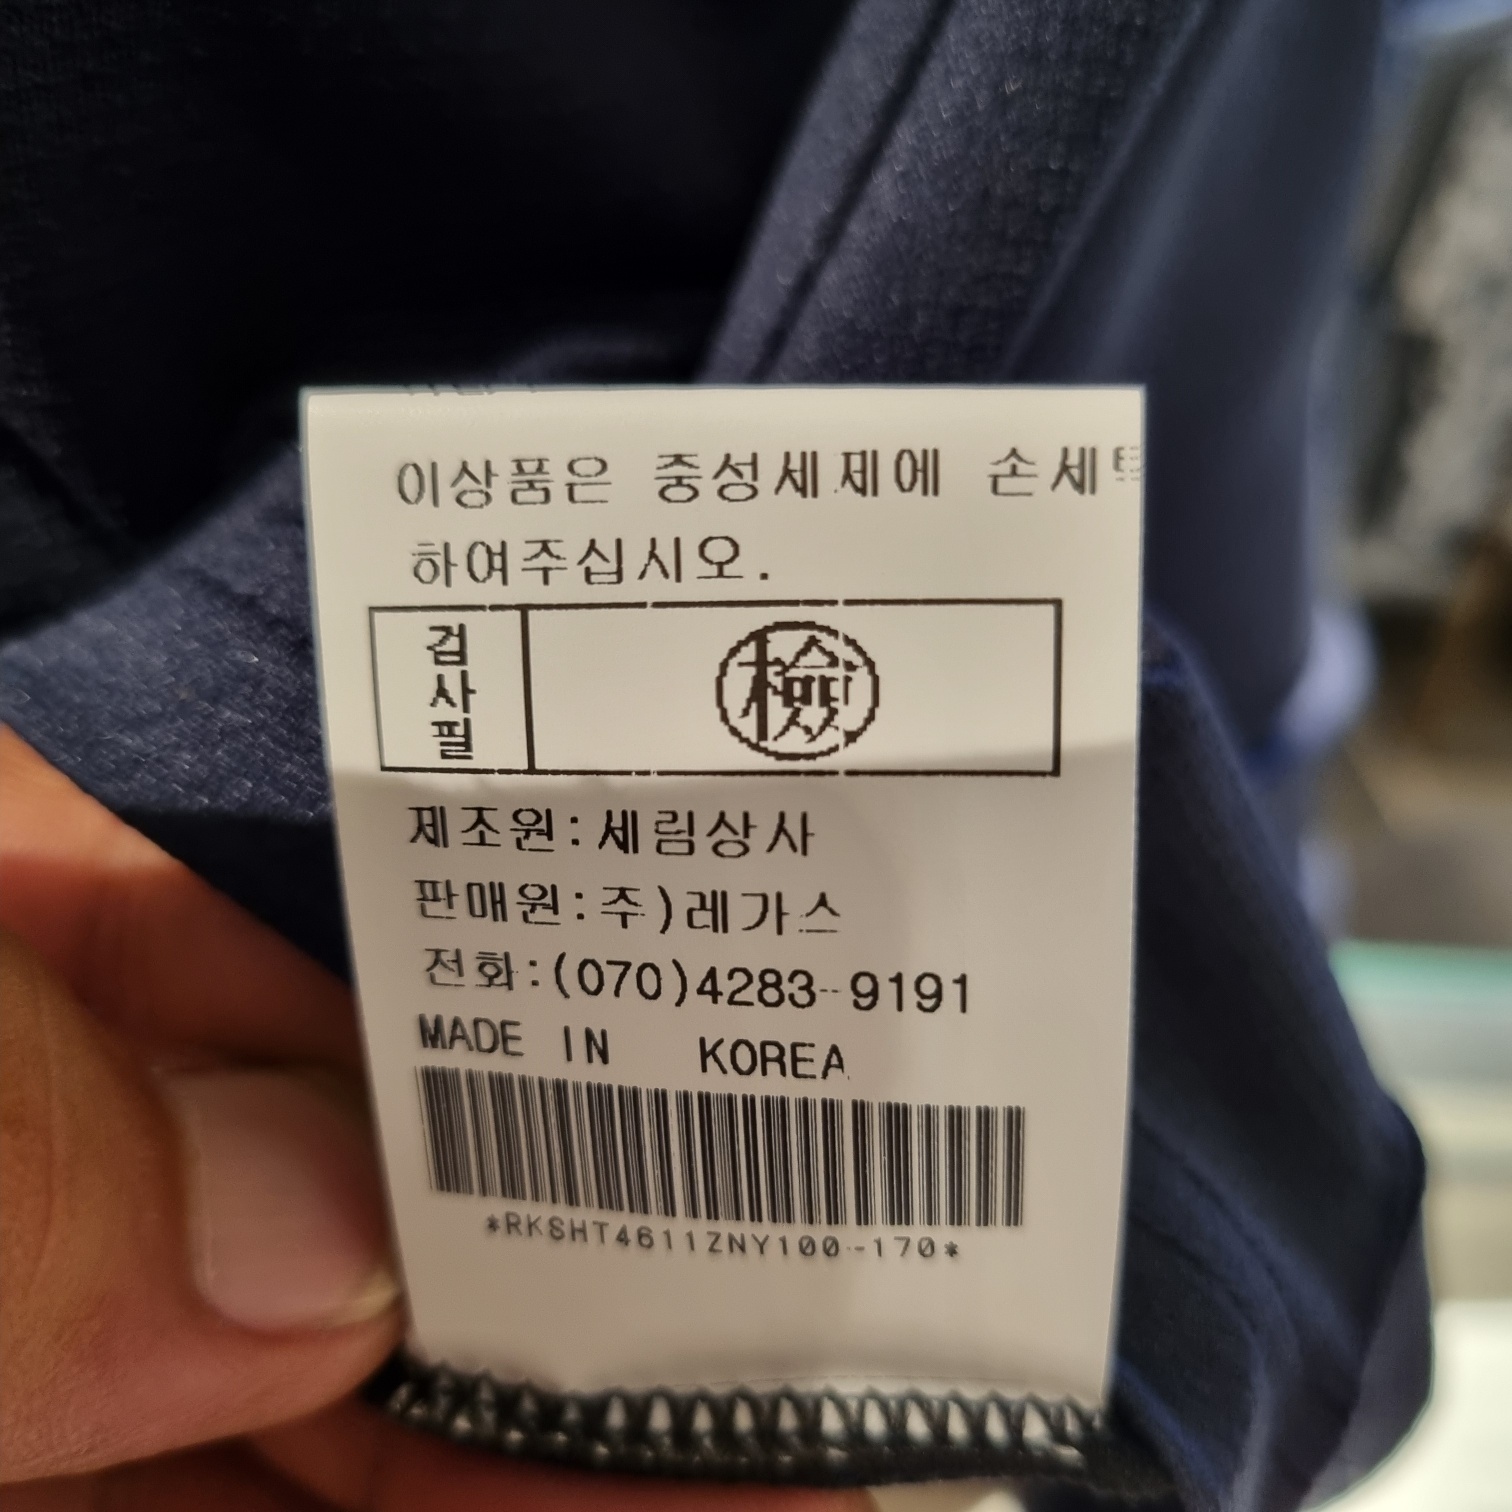 이상품은 중성세제에 손세탁
하여주십시오.
검사필
檢
제조원:세림상사
판매원:주)레가스
전화:(070)4283-9191
MADE IN KOREA
*RKSHT4611ZNY100-170*